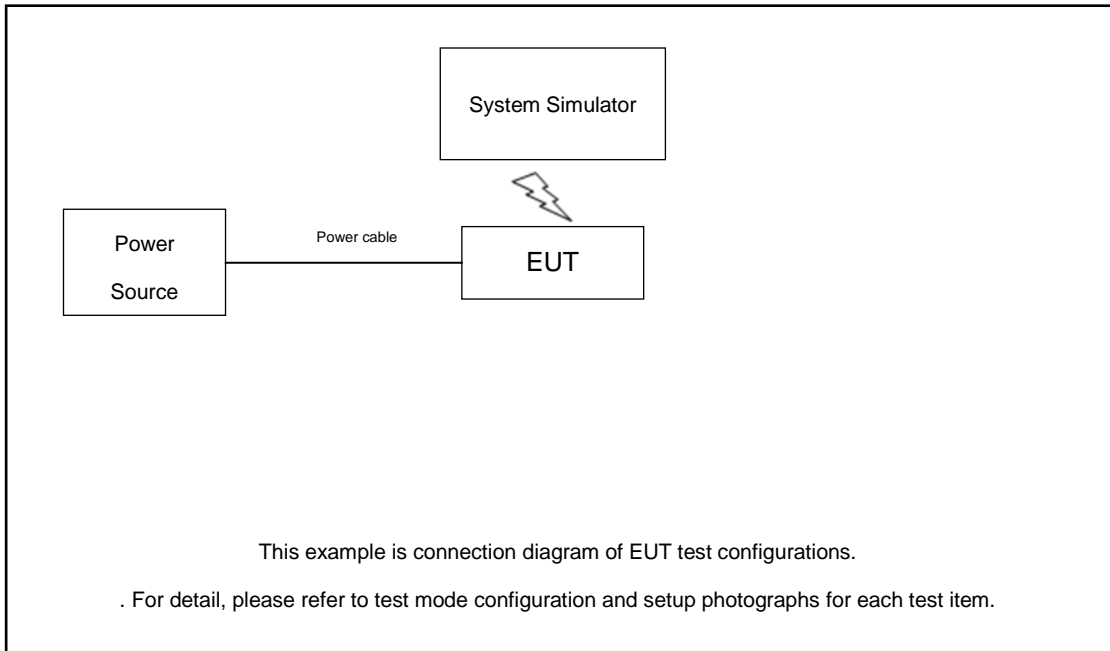 System Simulator
Power
Source
Power cable
EUT
This example is connection diagram of EUT test configurations.
. For detail, please refer to test mode configuration and setup photographs for each test item.